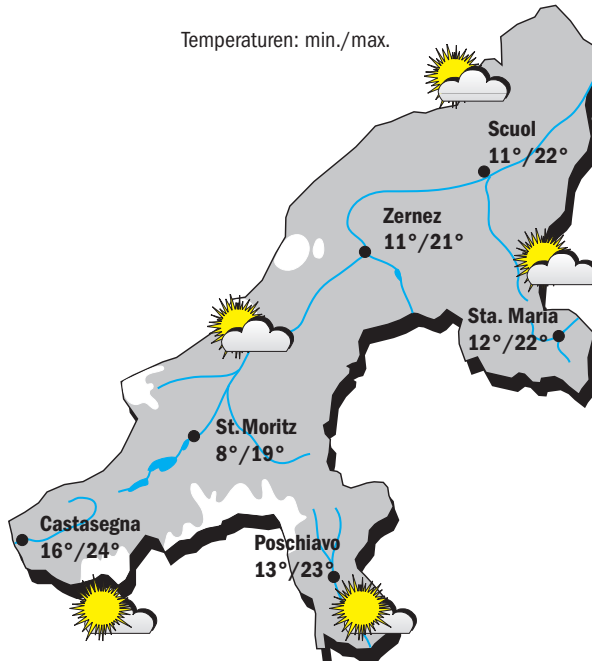 Temperaturen: min./max.
Scuol
11°/22°
Zernez
11°/21°
Sta. Maria
12°/22°
St. Moritz
8°/19°
Castasegna
16°/24°
Poschiavo
13°/23°